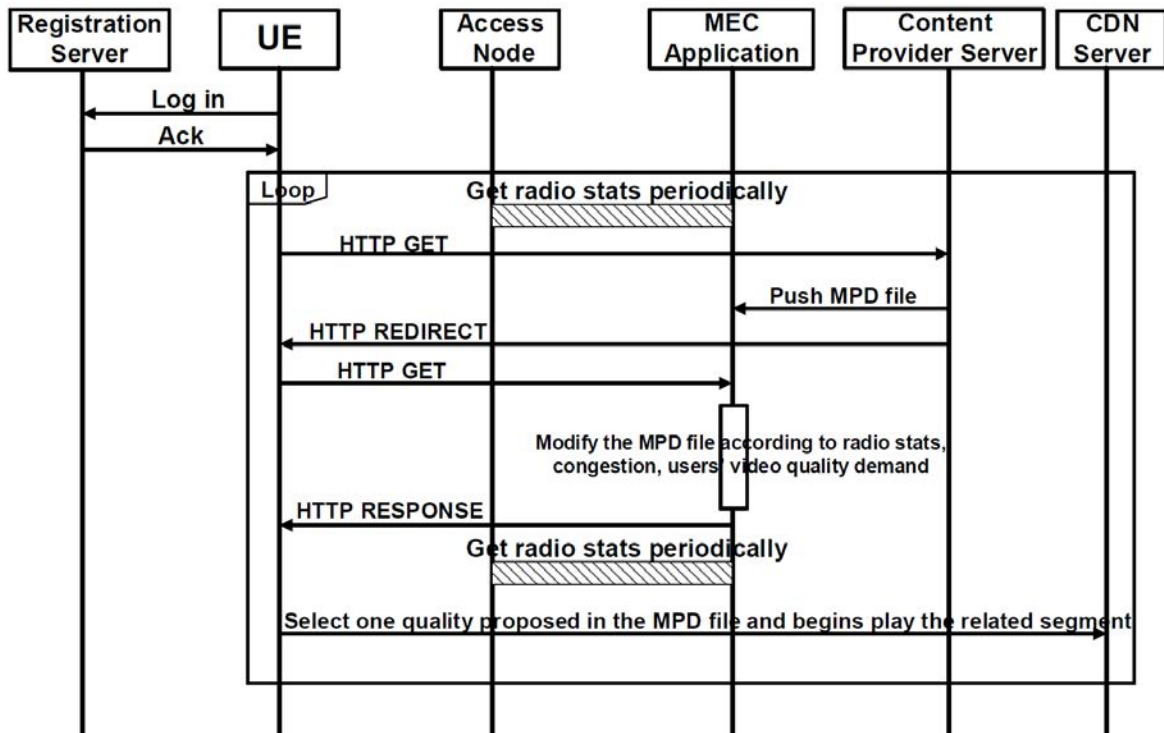 Registration
Server
UE
Access
Node
MEC
Application
Content
Provider Server
CDN
Server
Log in
Ack
Loop
Get radio stats periodically
HTTP GET
Push MPD file
HTTP REDIRECT
HTTP GET
Modify the MPD file according to radio stats,
congestion, users' video quality demand
HTTP RESPONSE
Get radio stats periodically
Select one quality proposed in the MPD file and begins play the related segment